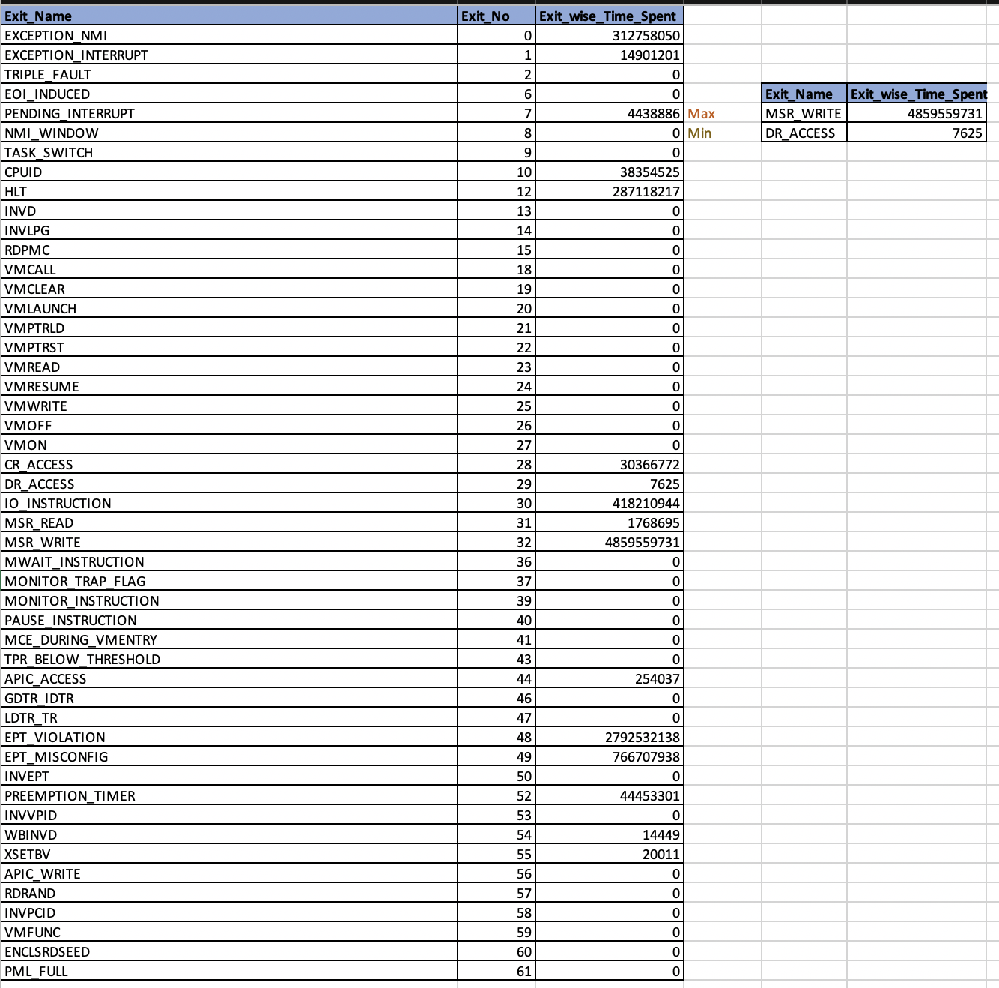 Exit_Name Exit_No Exit_wise_Time_Spent
EXCEPTION_NMI 0 312758050
EXCEPTION_INTERRUPT 1 14901201
TRIPLE_FAULT 2 0
EOI_INDUCED 6 0 Exit_Name Exit_wise_Time_Spent
PENDING_INTERRUPT 7 4438886 Max MSR_WRITE 4859559731
NMI_WINDOW 8 0 Min DR_ACCESS 7625
TASK_SWITCH 9 0
CPUID 10 38354525
HLT 12 287118217
INVD 13 0
INVLPG 14 0
RDPMC 15 0
VMCALL 18 0
VMCLEAR 19 0
VMLAUNCH 20 0
VMPTRLD 21 0
VMPTRST 22 0
VMREAD 23 0
VMRESUME 24 0
VMWRITE 25 0
VMOFF 26 0
VMON 27 0
CR_ACCESS 28 30366772
DR_ACCESS 29 7625
IO_INSTRUCTION 30 418210944
MSR_READ 31 1768695
MSR_WRITE 32 4859559731
MWAIT_INSTRUCTION 36 0
MONITOR_TRAP_FLAG 37 0
MONITOR_INSTRUCTION 39 0
PAUSE_INSTRUCTION 40 0
MCE_DURING_VMENTRY 41 0
TPR_BELOW_THRESHOLD 43 0
APIC_ACCESS 44 254037
GDTR_IDTR 46 0
LDTR_TR 47 0
EPT_VIOLATION 48 2792532138
EPT_MISCONFIG 49 766707938
INVEPT 50 0
PREEMPTION_TIMER 52 44453301
INVVPID 53 0
WBINVD 54 14449
XSETBV 55 20011
APIC_WRITE 56 0
RDRAND 57 0
INVPCID 58 0
VMFUNC 59 0
ENCLSRDSEED 60 0
PML_FULL 61 0